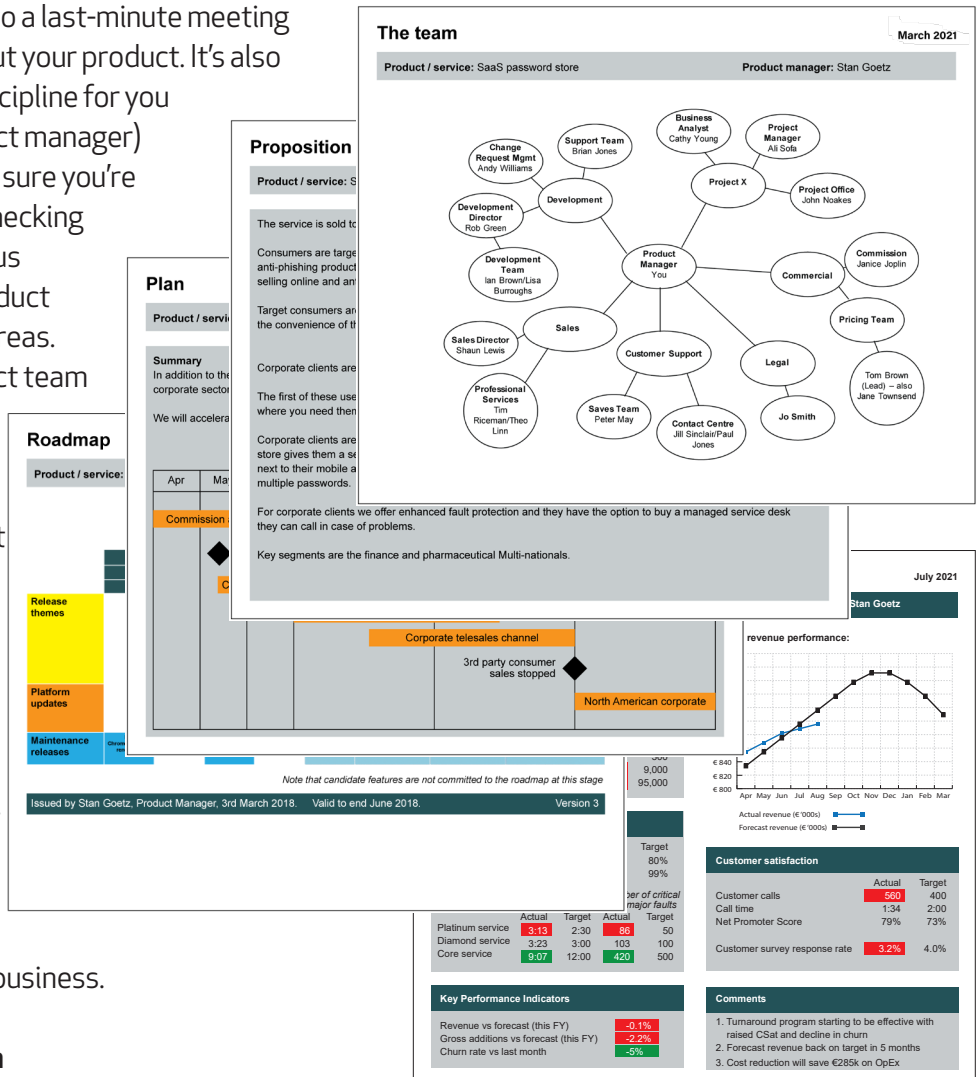 o a last-minute meeting
ut your product. It's also
cipline for you
ct manager)
sure you're
ecking
us
duct
reas.
ct team
t
business.
The team
March 2021
Product / service: SaaS password store
Product manager: Stan Goetz
Business
Analyst
Cathy Young
Project
Manager
Ali Sofa
Support Team
Brian Jones
Change
Request Mgmt
Andy Williams
Project X
Project Office
John Noakes
Development
Development
Director
Rob Green
Development
Team
Ian Brown/Lisa
Burroughs
Product
Manager
You
Commission
Janice Joplin
Commercial
Pricing Team
Tom Brown
(Lead) – also
Jane Townsend
Sales
Sales Director
Shaun Lewis
Professional
Services
Tim
Riceman/Theo
Linn
Customer Support
Saves Team
Peter May
Contact Centre
Jill Sinclair/Paul
Jones
Legal
Jo Smith
Proposition
Product / service: S
The service is sold to
Consumers are targe
anti-phishing product
selling online and an
Target consumers are
the convenience of th
Corporate clients are
The first of these use
where you need them
Corporate clients are
store gives them a se
next to their mobile a
multiple passwords.
For corporate clients we offer enhanced fault protection and they have the option to buy a managed service desk
they can call in case of problems.
Key segments are the finance and pharmaceutical Multi-nationals.
Plan
Product / servi
Summary
In addition to the
corporate sector
We will accelera
Apr
May
Commission
C
Corporate telesales channel
3rd party consumer
sales stopped
North American corporate
Roadmap
Product / service:
Release
themes
Platform
updates
Maintenance
releases
Note that candidate features are not committed to the roadmap at this stage
Issued by Stan Goetz, Product Manager, 3rd March 2018. Valid to end June 2018.
Version 3
July 2021
Stan Goetz
revenue performance:
€ 840
€ 820
€ 800
Apr May Jun Jul Aug Sep Oct Nov Dec Jan Feb Mar
Actual revenue (€ '000s)
Forecast revenue (€ '000s)
9,000
95,000
Target
80%
99%
ber of critical
major faults
Actual Target Actual Target
Platinum service 3:13 2:30 86 50
Diamond service 3:23 3:00 103 100
Core service 9:07 12:00 420 500
Customer satisfaction
Actual Target
Customer calls 560 400
Call time 1:34 2:00
Net Promoter Score 79% 73%
Customer survey response rate 3.2% 4.0%
Key Performance Indicators
Revenue vs forecast (this FY) -0.1%
Gross additions vs forecast (this FY) -2.2%
Churn rate vs last month -5%
Comments
1. Turnaround program starting to be effective with
raised CSat and decline in churn
2. Forecast revenue back on target in 5 months
3. Cost reduction will save €285k on OpEx